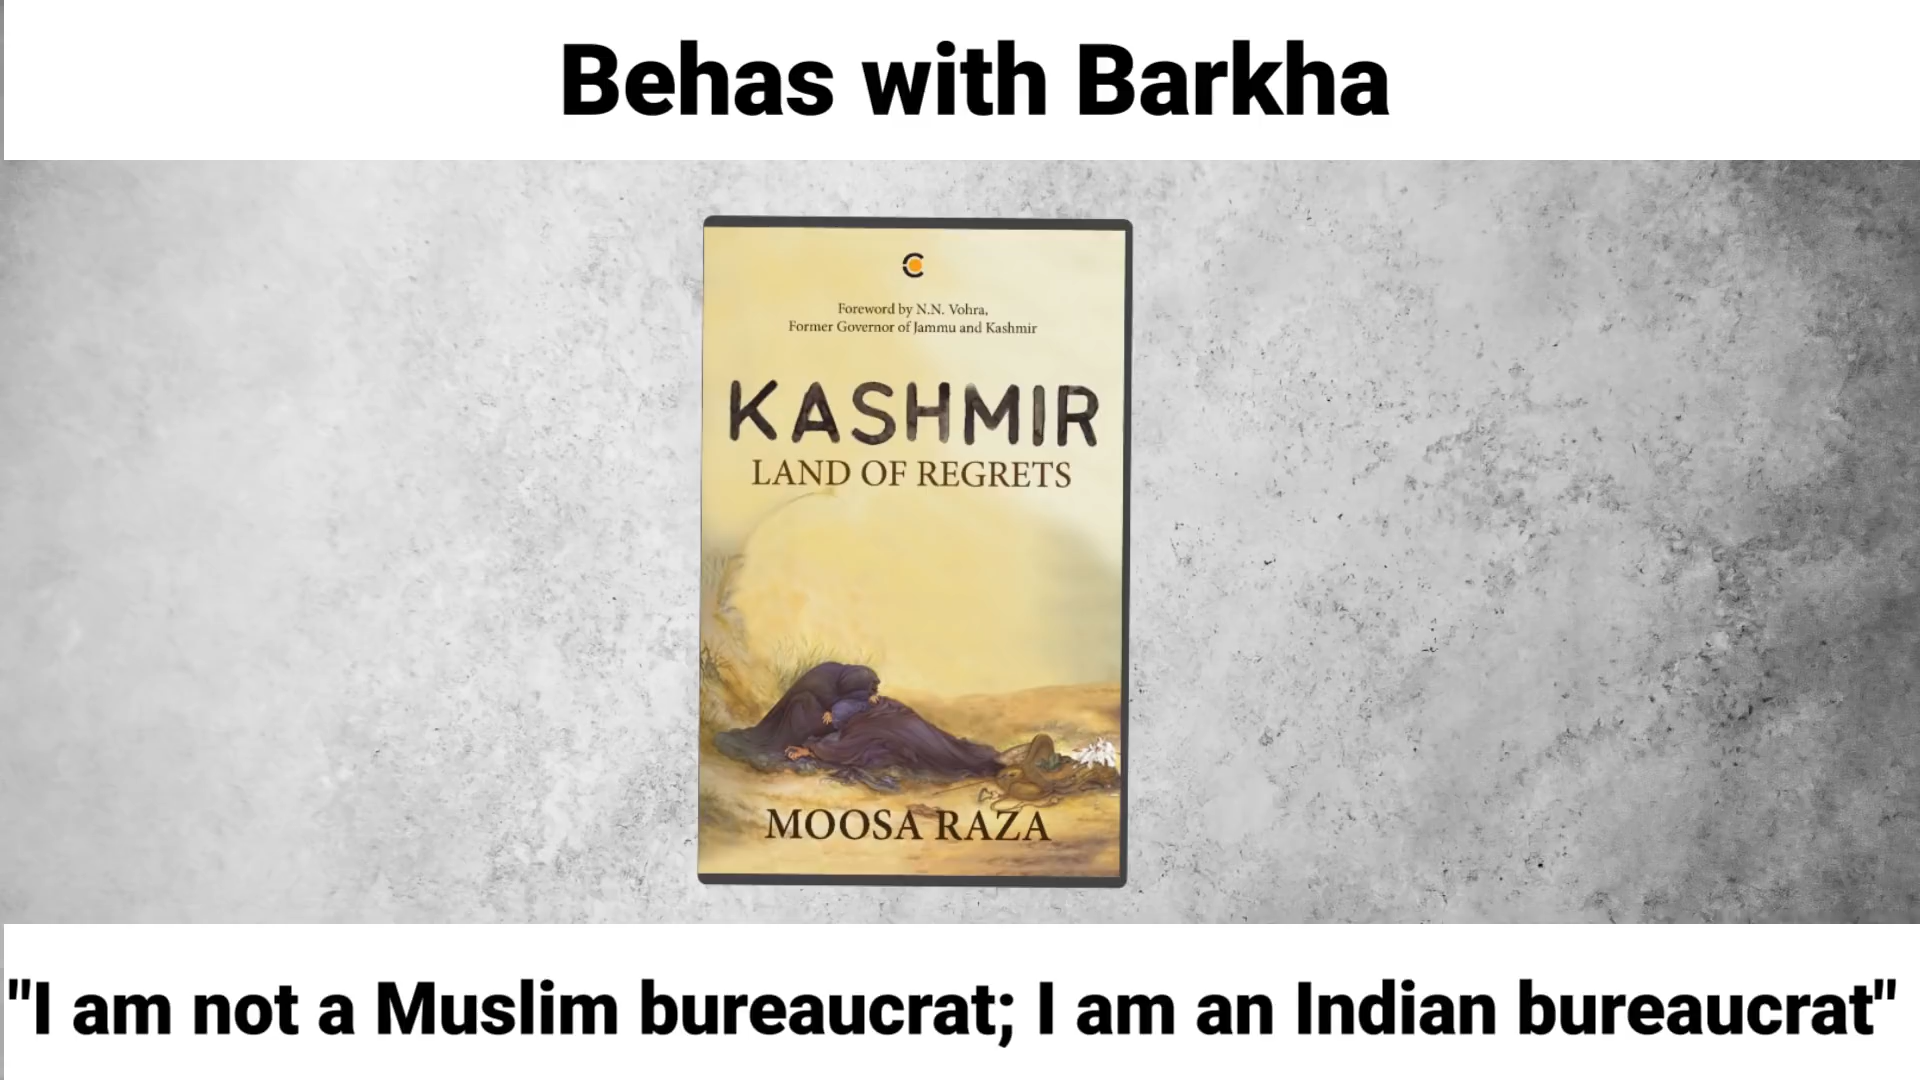 Behas with Barkha
Foreword by N.N. Vohra,
Former Governor of Jammu and Kashmir
KASHMIR
LAND OF REGRETS
MOOSA RAZA
"I am not a Muslim bureaucrat; I am an Indian bureaucrat"